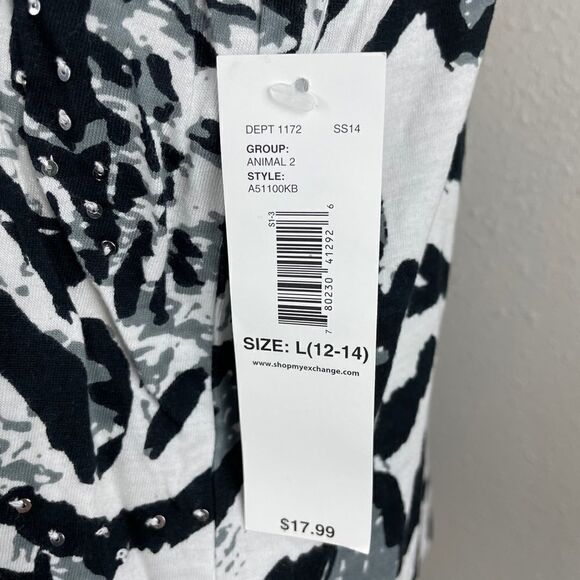 DEPT 1172 SS14
GROUP:
ANIMAL 2
STYLE:
A51100KB
S1-3
7 80230 41292 6
SIZE: L(12-14)
www.shopmyexchange.com
$17.99